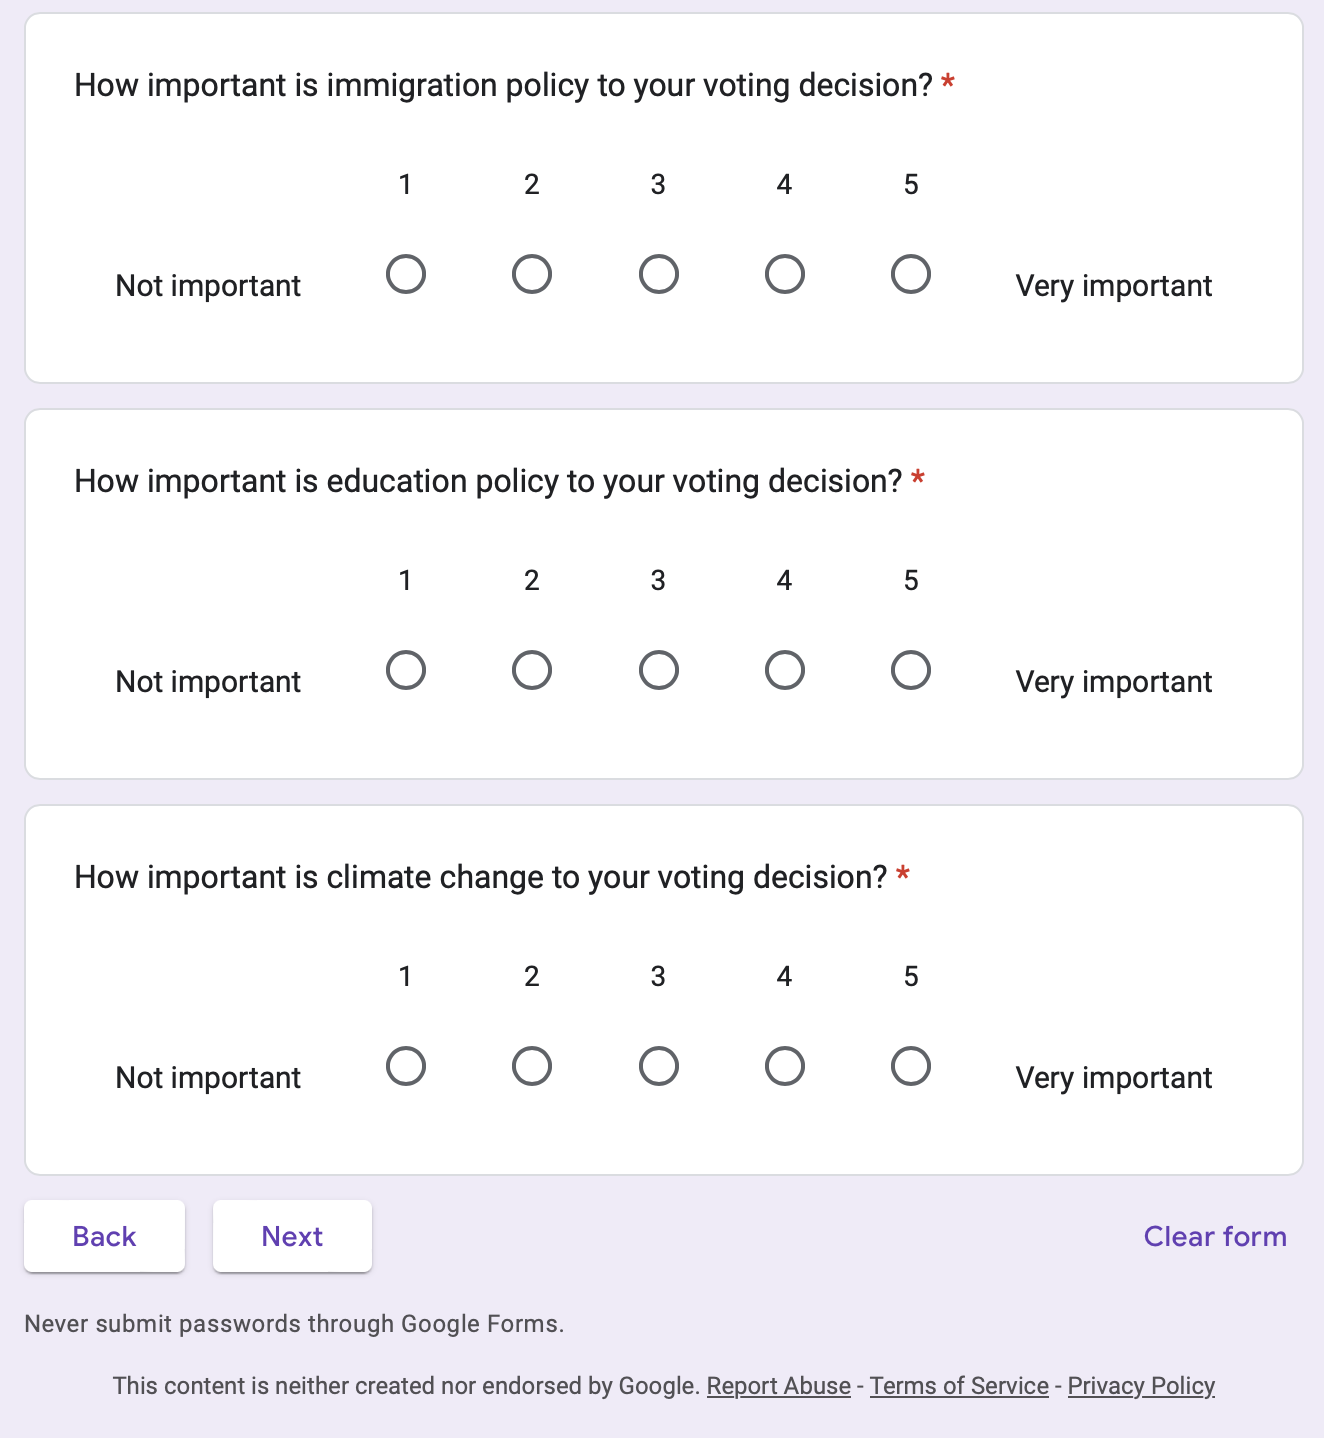 How important is immigration policy to your voting decision? *
1 2 3 4 5
Not important Very important
How important is education policy to your voting decision? *
1 2 3 4 5
Not important Very important
How important is climate change to your voting decision? *
1 2 3 4 5
Not important Very important
Back Next Clear form
Never submit passwords through Google Forms.
This content is neither created nor endorsed by Google. Report Abuse - Terms of Service - Privacy Policy